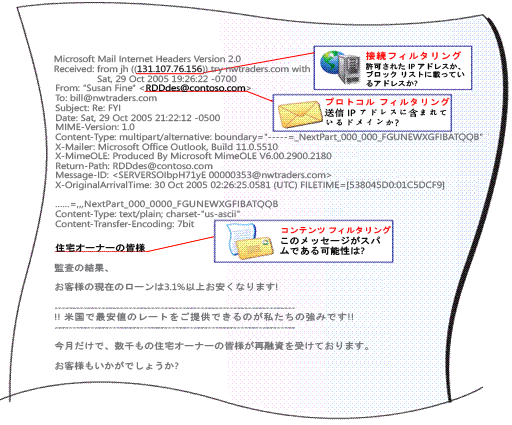 Microsoft Mail Internet Headers Version 2.0
Received: from jh ((131.107.76.156)) try nwtraders.com with
Sat, 29 Oct 2005 19:26:22 -0700
From: "Susan Fine" <RDDdes@contoso.com>
To: bill@nwtraders.com
Subject: Re: FYI
Date: Sat, 29 Oct 2005 21:22:12 -0500
MIME-Version: 1.0
Content-Type: multipart/alternative: boundary="------=_NextPart_000_000_FGUNEWXGFIBATQQB"
X-Mailer: Microsoft Office Outlook, Build 11.0.5510
X-MimeOLE: Produced By Microsoft MimeOLE V6.00.2900.2180
Return-Path: RDDdes@contoso.com
Message-ID: <SERVERSOlbpH71yE 00000353@nwtraders.com>
X-OriginalArrivalTime: 30 Oct 2005 02:26:25.0581 (UTC) FILETIME=[538045D0:01C5DCF9]
接続フィルタリング
許可された IP アドレスか、
ブロック リストに載ってい
るアドレスか?
プロトコル フィルタリング
送信 IP アドレスに含まれて
いるドメインか?
......=,,,NextPart_000_0000_FGUNEWXGFIBATQQB
Content-Type: text/plain; charset-"us-ascii"
Content-Transfer-Encoding: 7bit
コンテンツ フィルタリング
このメッセージがスパ
ムである可能性は?
住宅オーナーの皆様
監査の結果、
お客様の現在のローンは3.1%以上お安くなります!
!! 米国で最安値のレートをご提供できるのが私たちの強みです!!
今月だけで、数千もの住宅オーナーの皆様が再融資を受けております。
お客様もいかがでしょうか?